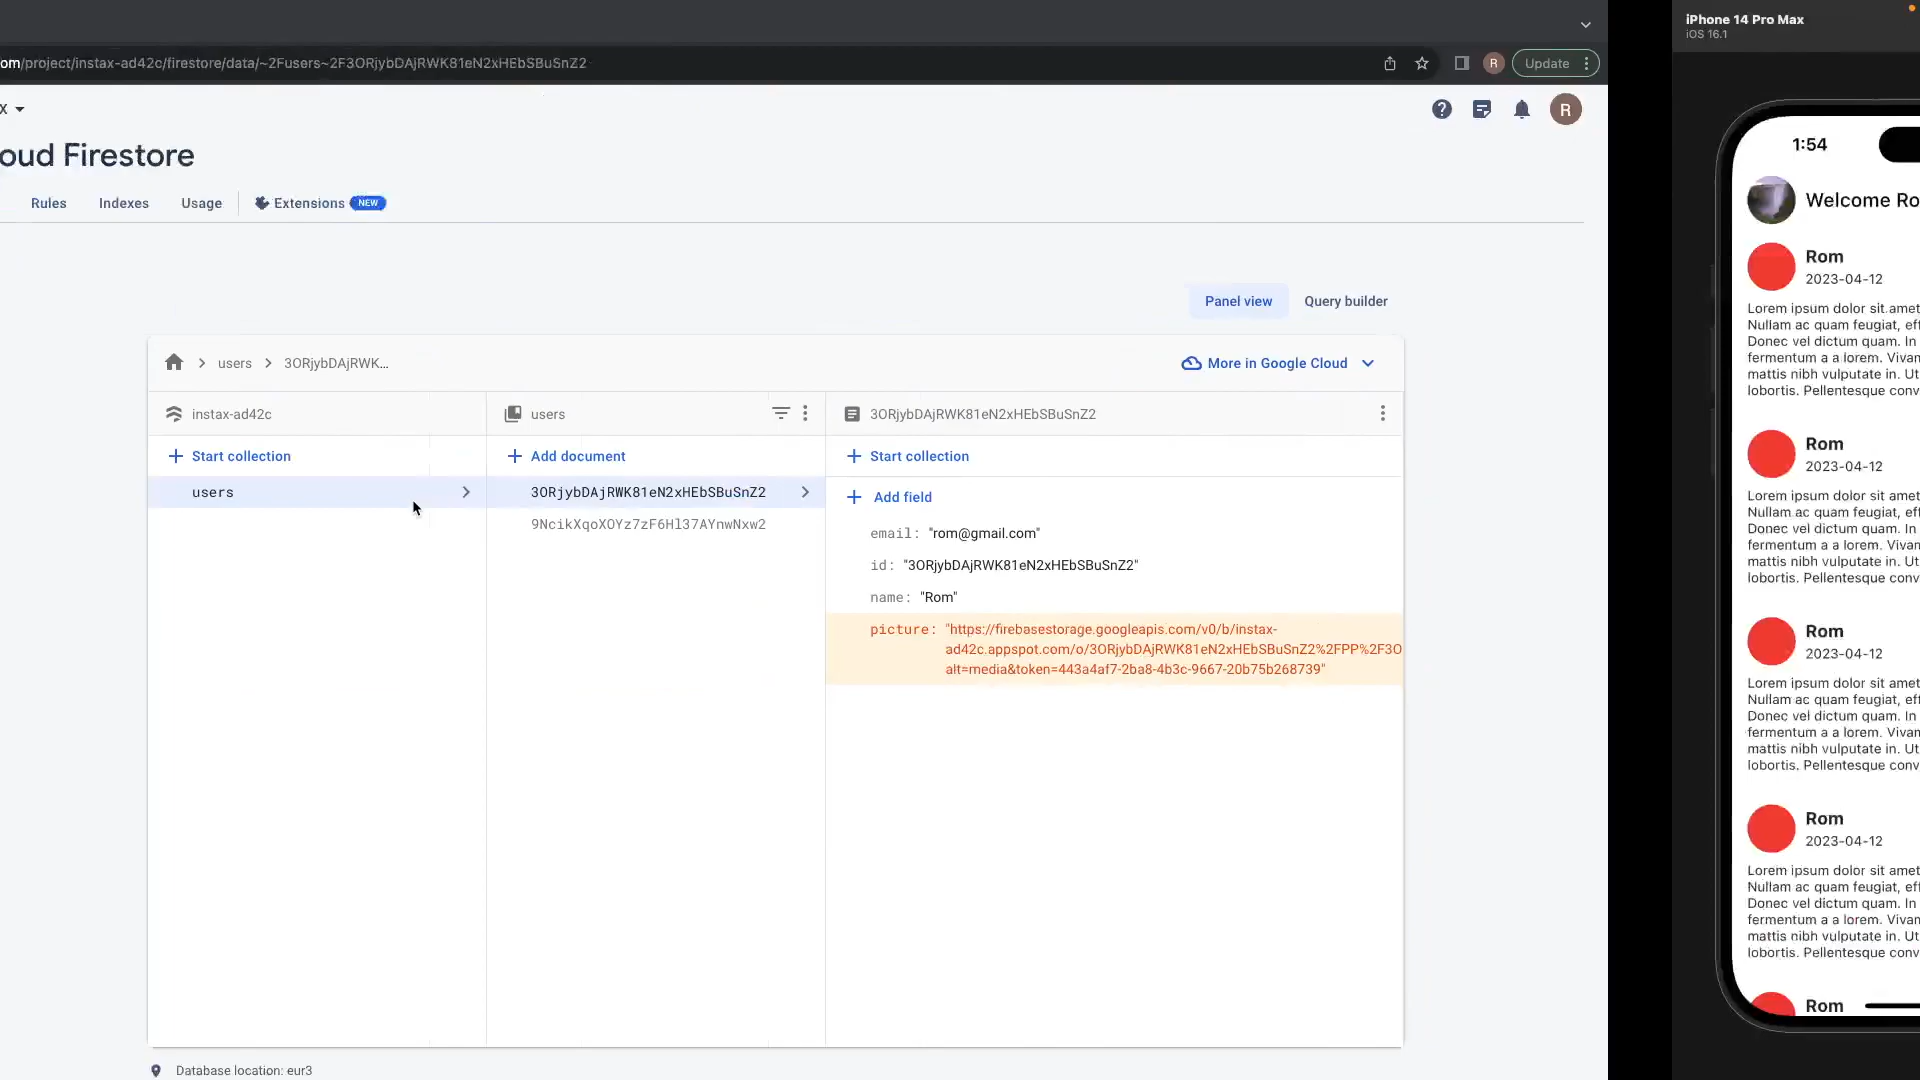 iPhone 14 Pro Max
iOS 16.1
om/project/instax-ad42c/firestore/data/~2Fusers~2F3ORjybDAjRWK81eN2xHEbSBuSnZ2
R
Update
X
R
oud Firestore
Rules
Indexes
Usage
Extensions
NEW
Panel view
Query builder
users
3ORjybDAjRWK...
More in Google Cloud
instax-ad42c
users
3ORjybDAjRWK81eN2xHEbSBuSnZ2
Start collection
Add document
Start collection
users
3ORjybDAjRWK81eN2xHEbSBuSnZ2
9NcikXqoXOYz7zF6Hl37AYnwNxw2
Add field
email: "rom@gmail.com"
id: "3ORjybDAjRWK81eN2xHEbSBuSnZ2"
name: "Rom"
picture: "https://firebasestorage.googleapis.com/v0/b/instax-
ad42c.appspot.com/o/3ORjybDAjRWK81eN2xHEbSBuSnZ2%2FPP%2F3O
alt=media&token=443a4af7-2ba8-4b3c-9667-20b75b268739"
Database location: eur3
1:54
Welcome Ro
Rom
2023-04-12
Lorem ipsum dolor sit amet
Nullam ac quam feugiat, eff
Donec vel dictum quam. In
fermentum a a lorem. Vivam
mattis nibh vulputate in. Ut
lobortis. Pellentesque conv
Rom
2023-04-12
Lorem ipsum dolor sit amet
Nullam ac quam feugiat, eff
Donec vel dictum quam. In
fermentum a a lorem. Vivam
mattis nibh vulputate in. Ut
lobortis. Pellentesque conv
Rom
2023-04-12
Lorem ipsum dolor sit amet
Nullam ac quam feugiat, eff
Donec vel dictum quam. In
fermentum a a lorem. Vivam
mattis nibh vulputate in. Ut
lobortis. Pellentesque conv
Rom
2023-04-12
Lorem ipsum dolor sit amet
Nullam ac quam feugiat, eff
Donec vel dictum quam. In
fermentum a a lorem. Vivam
mattis nibh vulputate in. Ut
lobortis. Pellentesque conv
Rom